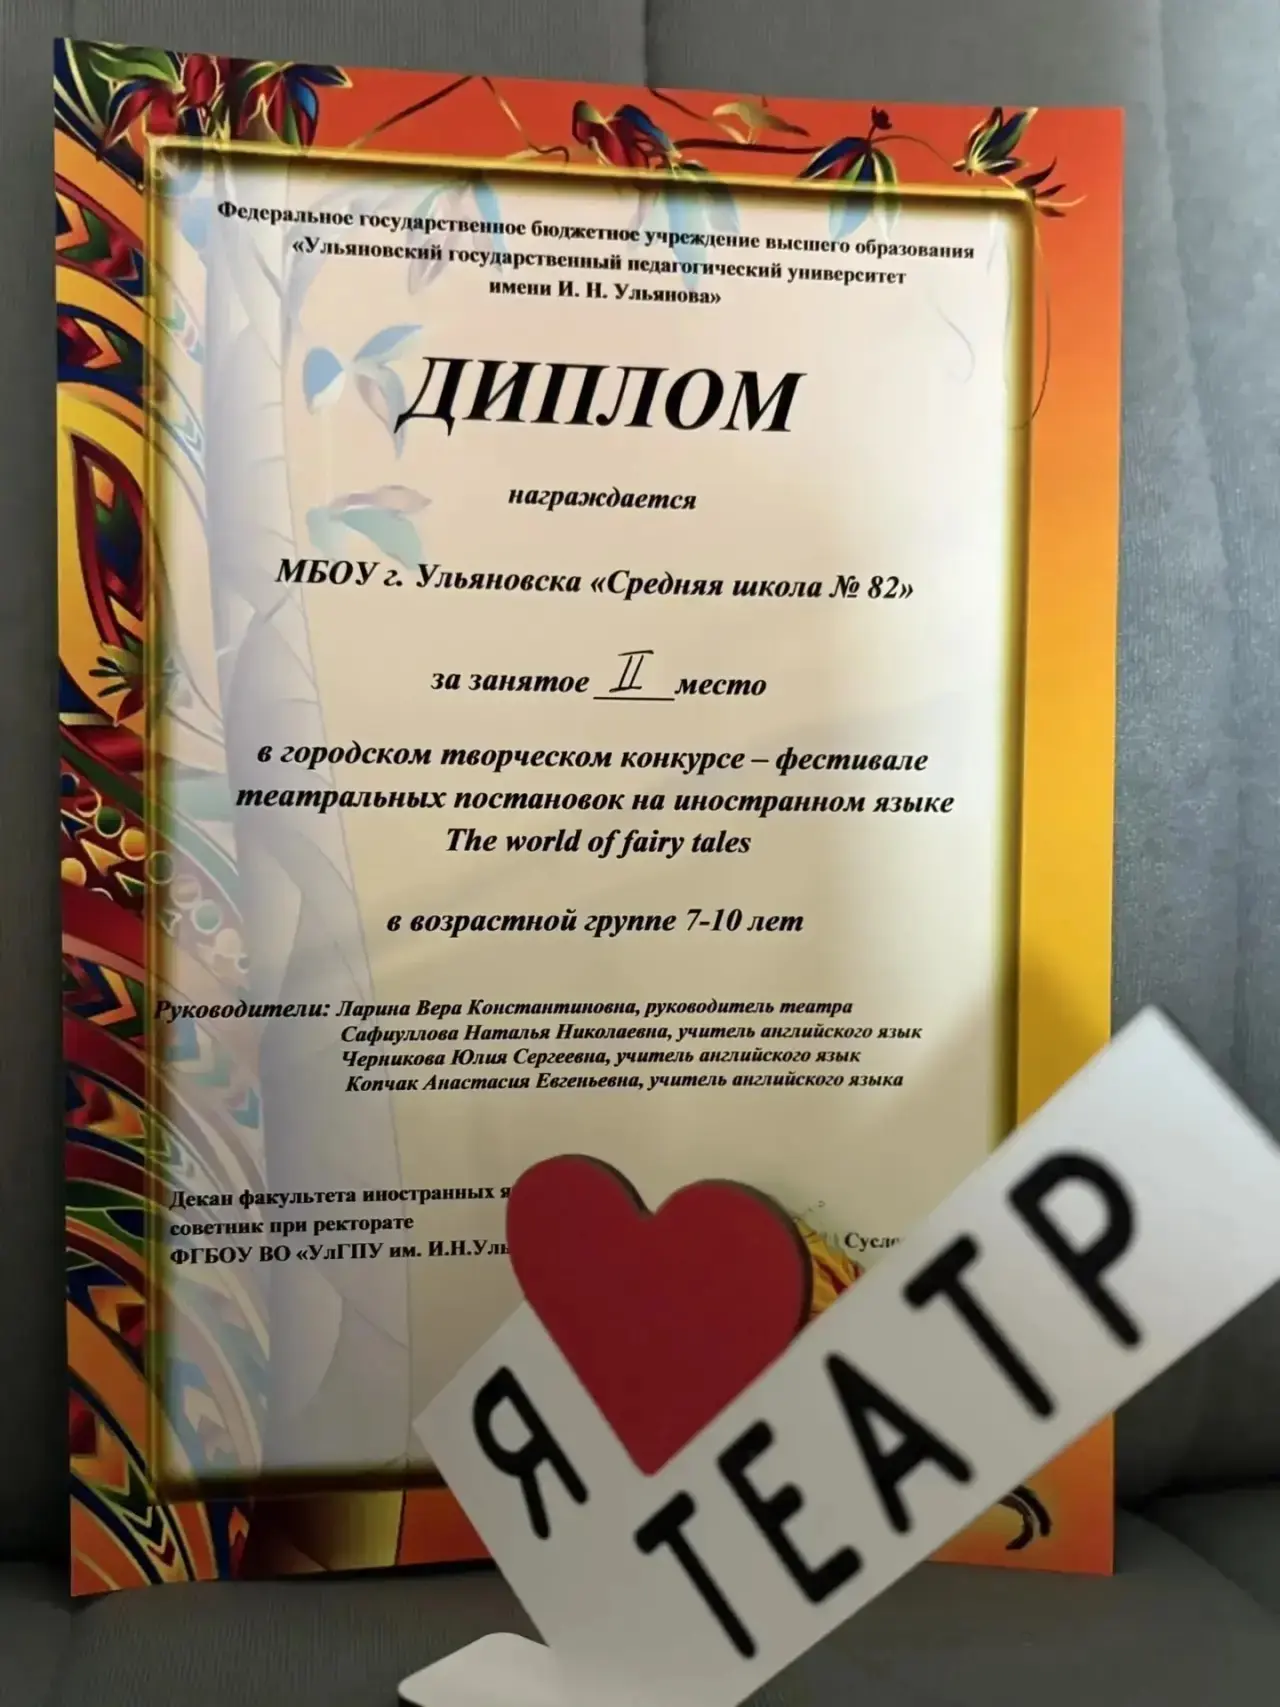 Федеральное государственное бюджетное учреждение высшего образования
«Ульяновский государственный педагогический университет
имени И. Н. Ульянова»
ДИПЛОМ
награждается
МБОУ г. Ульяновска «Средняя школа № 82»
за занятое II место
в городском творческом конкурсе – фестивале
театральных постановок на иностранном языке
The world of fairy tales
в возрастной группе 7-10 лет
Руководители: Ларина Вера Константиновна, руководитель театра
Сафиуллова Наталья Николаевна, учитель английского язык
Черникова Юлия Сергеевна, учитель английского язык
Копчак Анастасия Евгеньевна, учитель английского языка
Декан факультета иностранных
советник при ректорате
ФГБОУ ВО «УлГПУ им.
Я
ТЕАТР